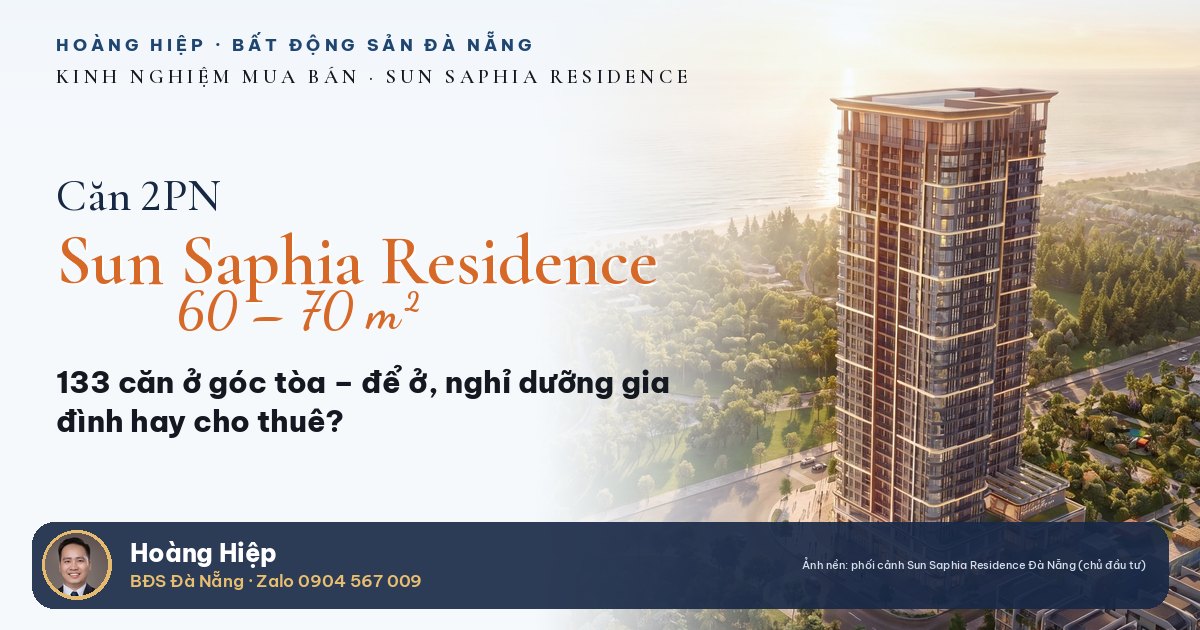 HOÀNG HIỆP · BẤT ĐỘNG SẢN ĐÀ NẴNG
KINH NGHIỆM MUA BÁN · SUN SAPHIA RESIDENCE
Căn 2PN
Sun Saphia Residence
60 – 70 m²
133 căn ở góc tòa – để ở, nghỉ dưỡng gia
đình hay cho thuê?
Hoàng Hiệp
BĐS Đà Nẵng · Zalo 0904 567 009
Ảnh nền: phối cảnh Sun Saphia Residence Đà Nẵng (chủ đầu tư)